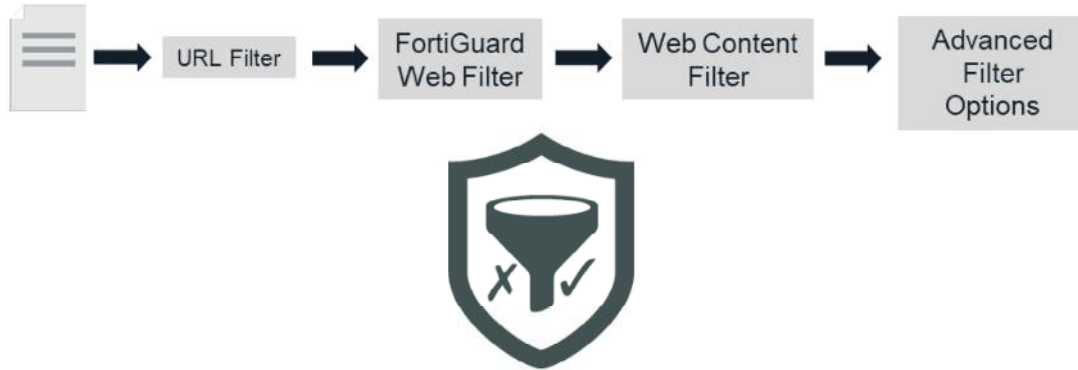 URL Filter
FortiGuard
Web Filter
Web Content
Filter
Advanced
Filter
Options